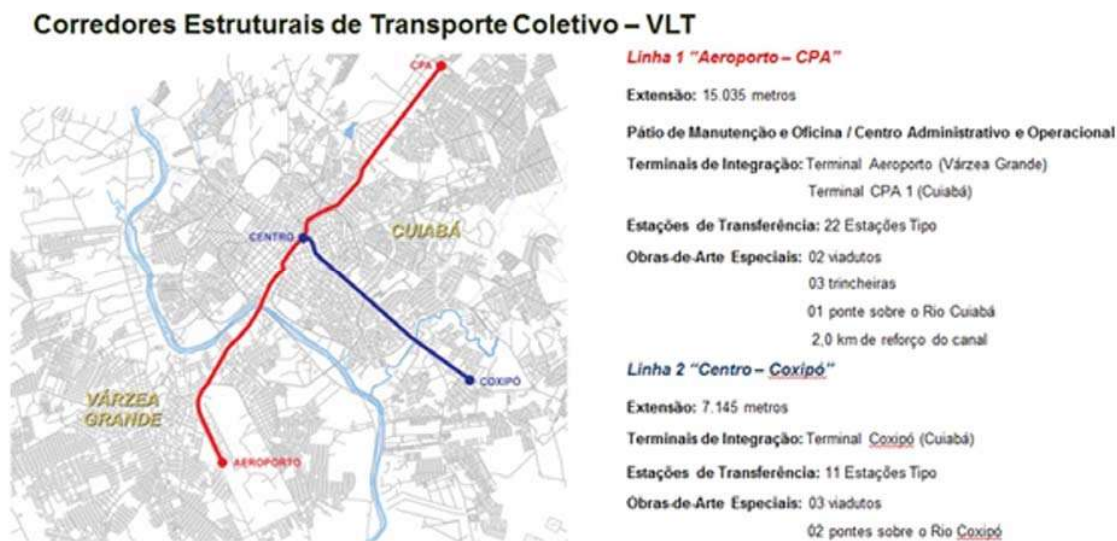 Corredores Estruturais de Transporte Coletivo – VLT
CPA
CENTRO
CUIABÁ
COXIPÓ
VÁRZEA
GRANDE
AEROPORTO
Linha 1 "Aeroporto – CPA"
Extensão: 15.035 metros
Pátio de Manutenção e Oficina / Centro Administrativo e Operacional
Terminais de Integração: Terminal Aeroporto (Várzea Grande)
Terminal CPA 1 (Cuiabá)
Estações de Transferência: 22 Estações Tipo
Obras-de-Arte Especiais: 02 viadutos
03 trincheiras
01 ponte sobre o Rio Cuiabá
2,0 km de reforço do canal
Linha 2 "Centro – Coxipó"
Extensão: 7.145 metros
Terminais de Integração: Terminal Coxipó (Cuiabá)
Estações de Transferência: 11 Estações Tipo
Obras-de-Arte Especiais: 03 viadutos
02 pontes sobre o Rio Coxipó